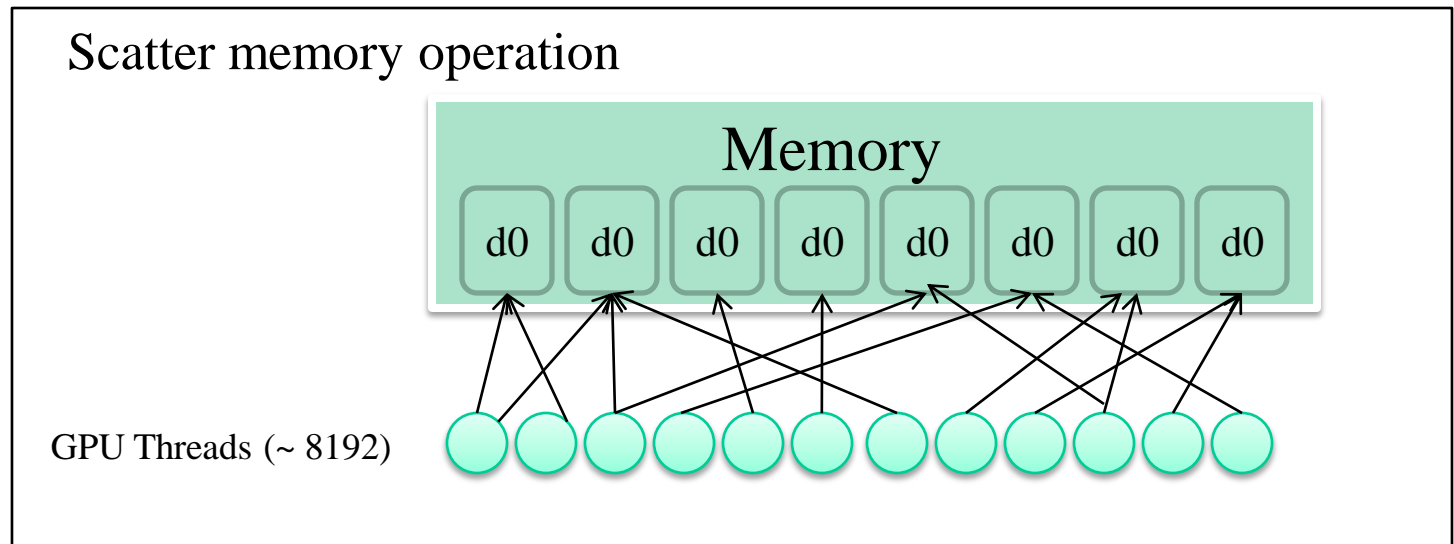 Scatter memory operation
Memory
d0 d0 d0 d0 d0 d0 d0 d0
GPU Threads (~ 8192)